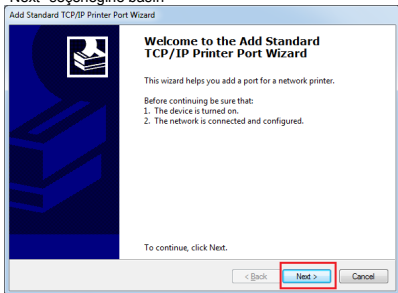 "Next" seçeneğine basın
Add Standard TCP/IP Printer Port Wizard
Welcome to the Add Standard
TCP/IP Printer Port Wizard
This wizard helps you add a port for a network printer.
Before continuing be sure that:
1. The device is turned on.
2. The network is connected and configured.
To continue, click Next.
< Back
Next >
Cancel